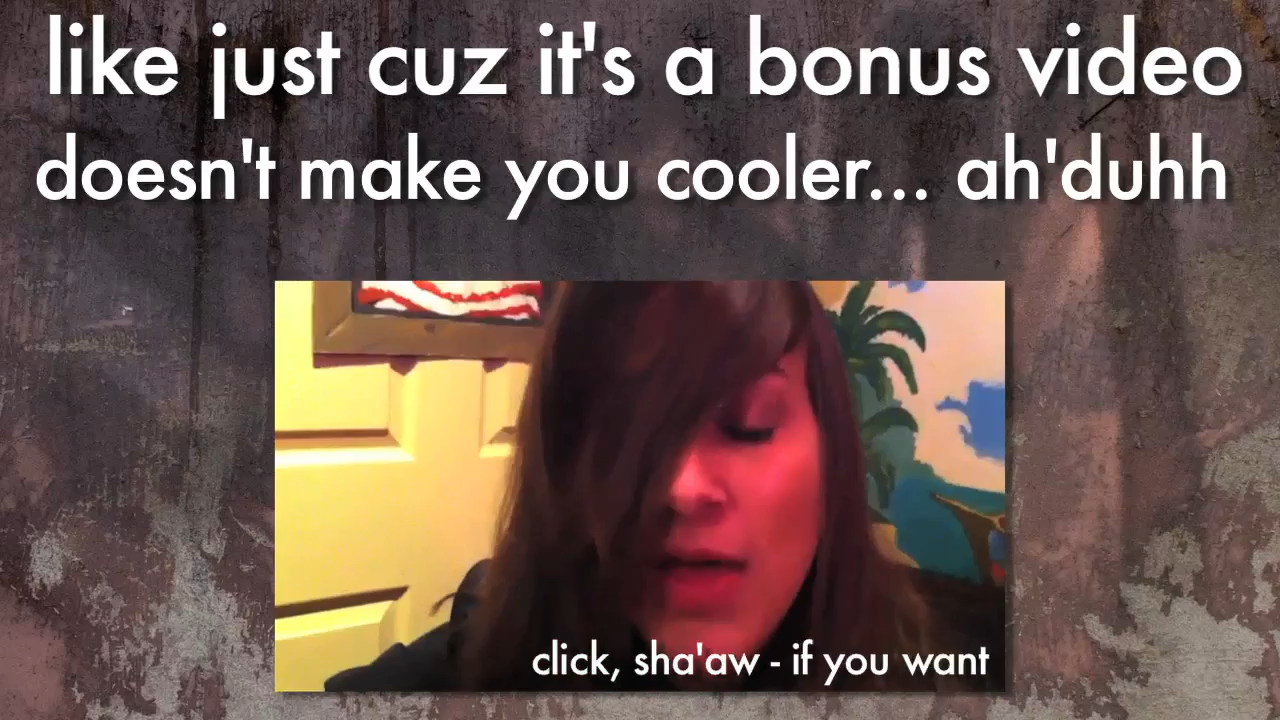 like just cuz it's a bonus video
doesn't make you cooler... ah'duhh
click, sha'aw - if you want